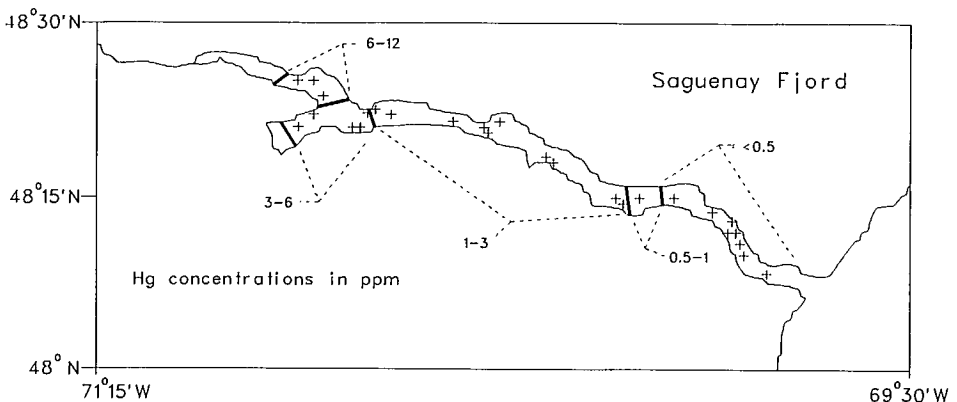 48°30'
6-12
Saguenay Fjord
<0.5
48°15'
3-6
1-3
0.5-1
Hg concentrations in ppm
48° N
71°15'W
69°30'W